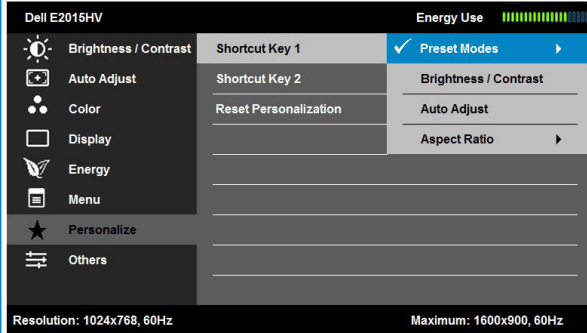 Dell E2015HV Energy Use
Brightness / Contrast Shortcut Key 1 Preset Modes
Auto Adjust Shortcut Key 2 Brightness / Contrast
Color Reset Personalization Auto Adjust
Display Aspect Ratio
Energy
Menu
Personalize
Others
Resolution: 1024x768, 60Hz Maximum: 1600x900, 60Hz